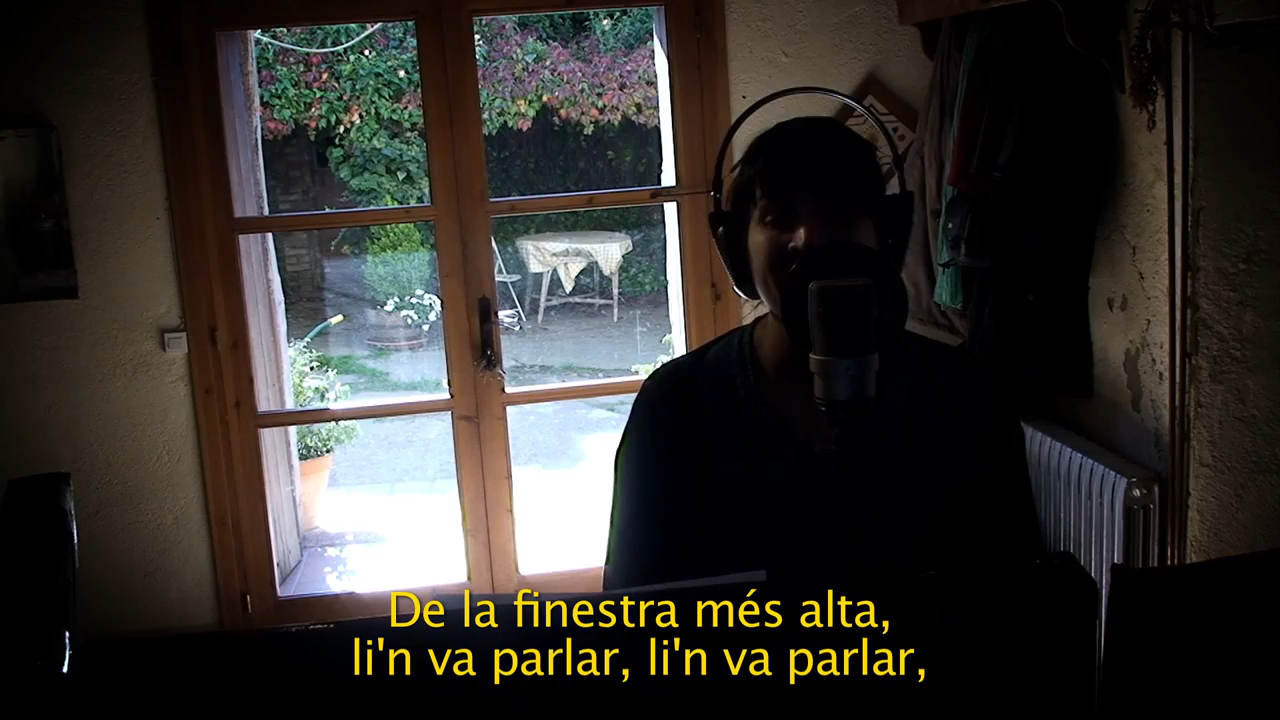 De la finestra més alta,
li'n va parlar, li'n va parlar,